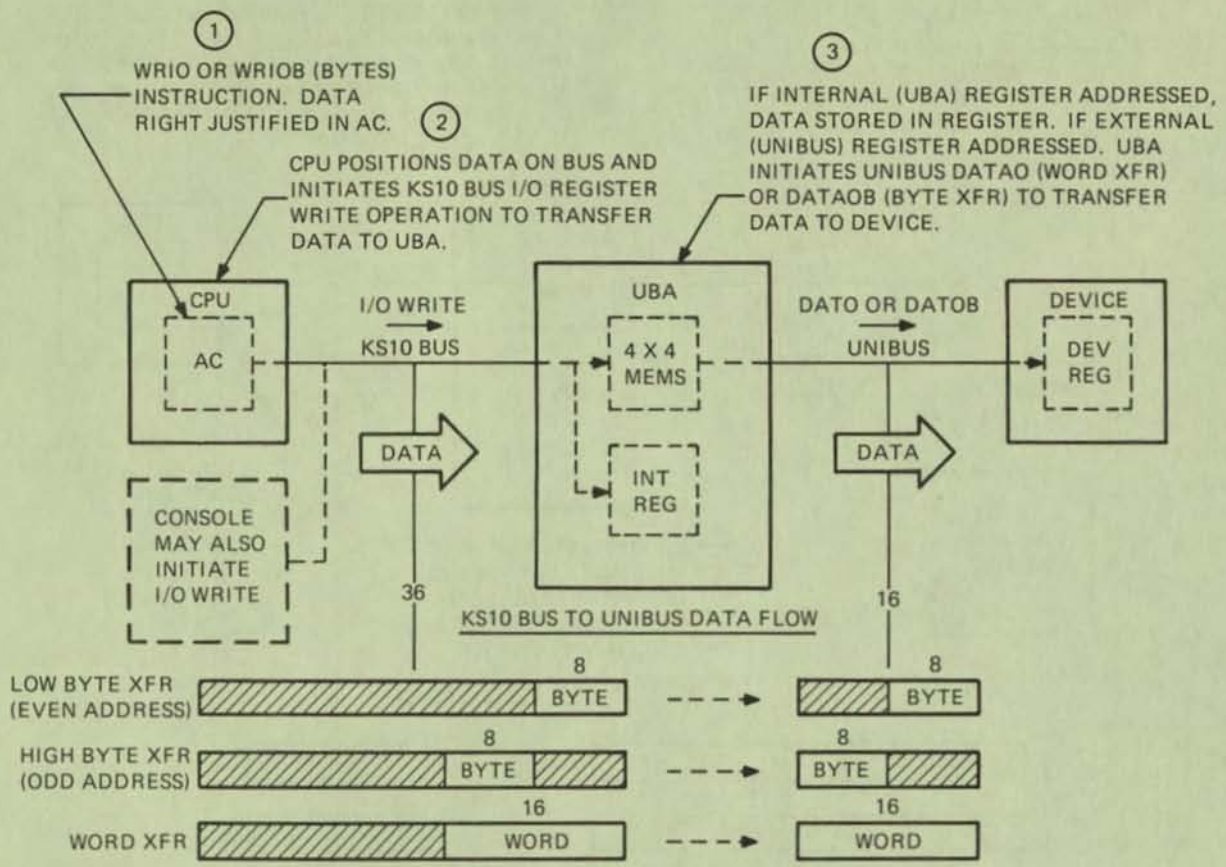 1
WRIO OR WRIOB (BYTES)
INSTRUCTION. DATA
RIGHT JUSTIFIED IN AC.
2
CPU POSITIONS DATA ON BUS AND
INITIATES KS10 BUS I/O REGISTER
WRITE OPERATION TO TRANSFER
DATA TO UBA.
3
IF INTERNAL (UBA) REGISTER ADDRESSED,
DATA STORED IN REGISTER. IF EXTERNAL
(UNIBUS) REGISTER ADDRESSED. UBA
INITIATES UNIBUS DATAO (WORD XFR)
OR DATAOB (BYTE XFR) TO TRANSFER
DATA TO DEVICE.
CPU
AC
I/O WRITE
KS10 BUS
DATA
UBA
4 X 4
MEMS
INT
REG
DATO OR DATOB
UNIBUS
DATA
DEVICE
DEV
REG
CONSOLE
MAY ALSO
INITIATE
I/O WRITE
36
16
KS10 BUS TO UNIBUS DATA FLOW
8
8
LOW BYTE XFR
(EVEN ADDRESS)
BYTE
BYTE
8
8
HIGH BYTE XFR
(ODD ADDRESS)
BYTE
BYTE
16
16
WORD XFR
WORD
WORD